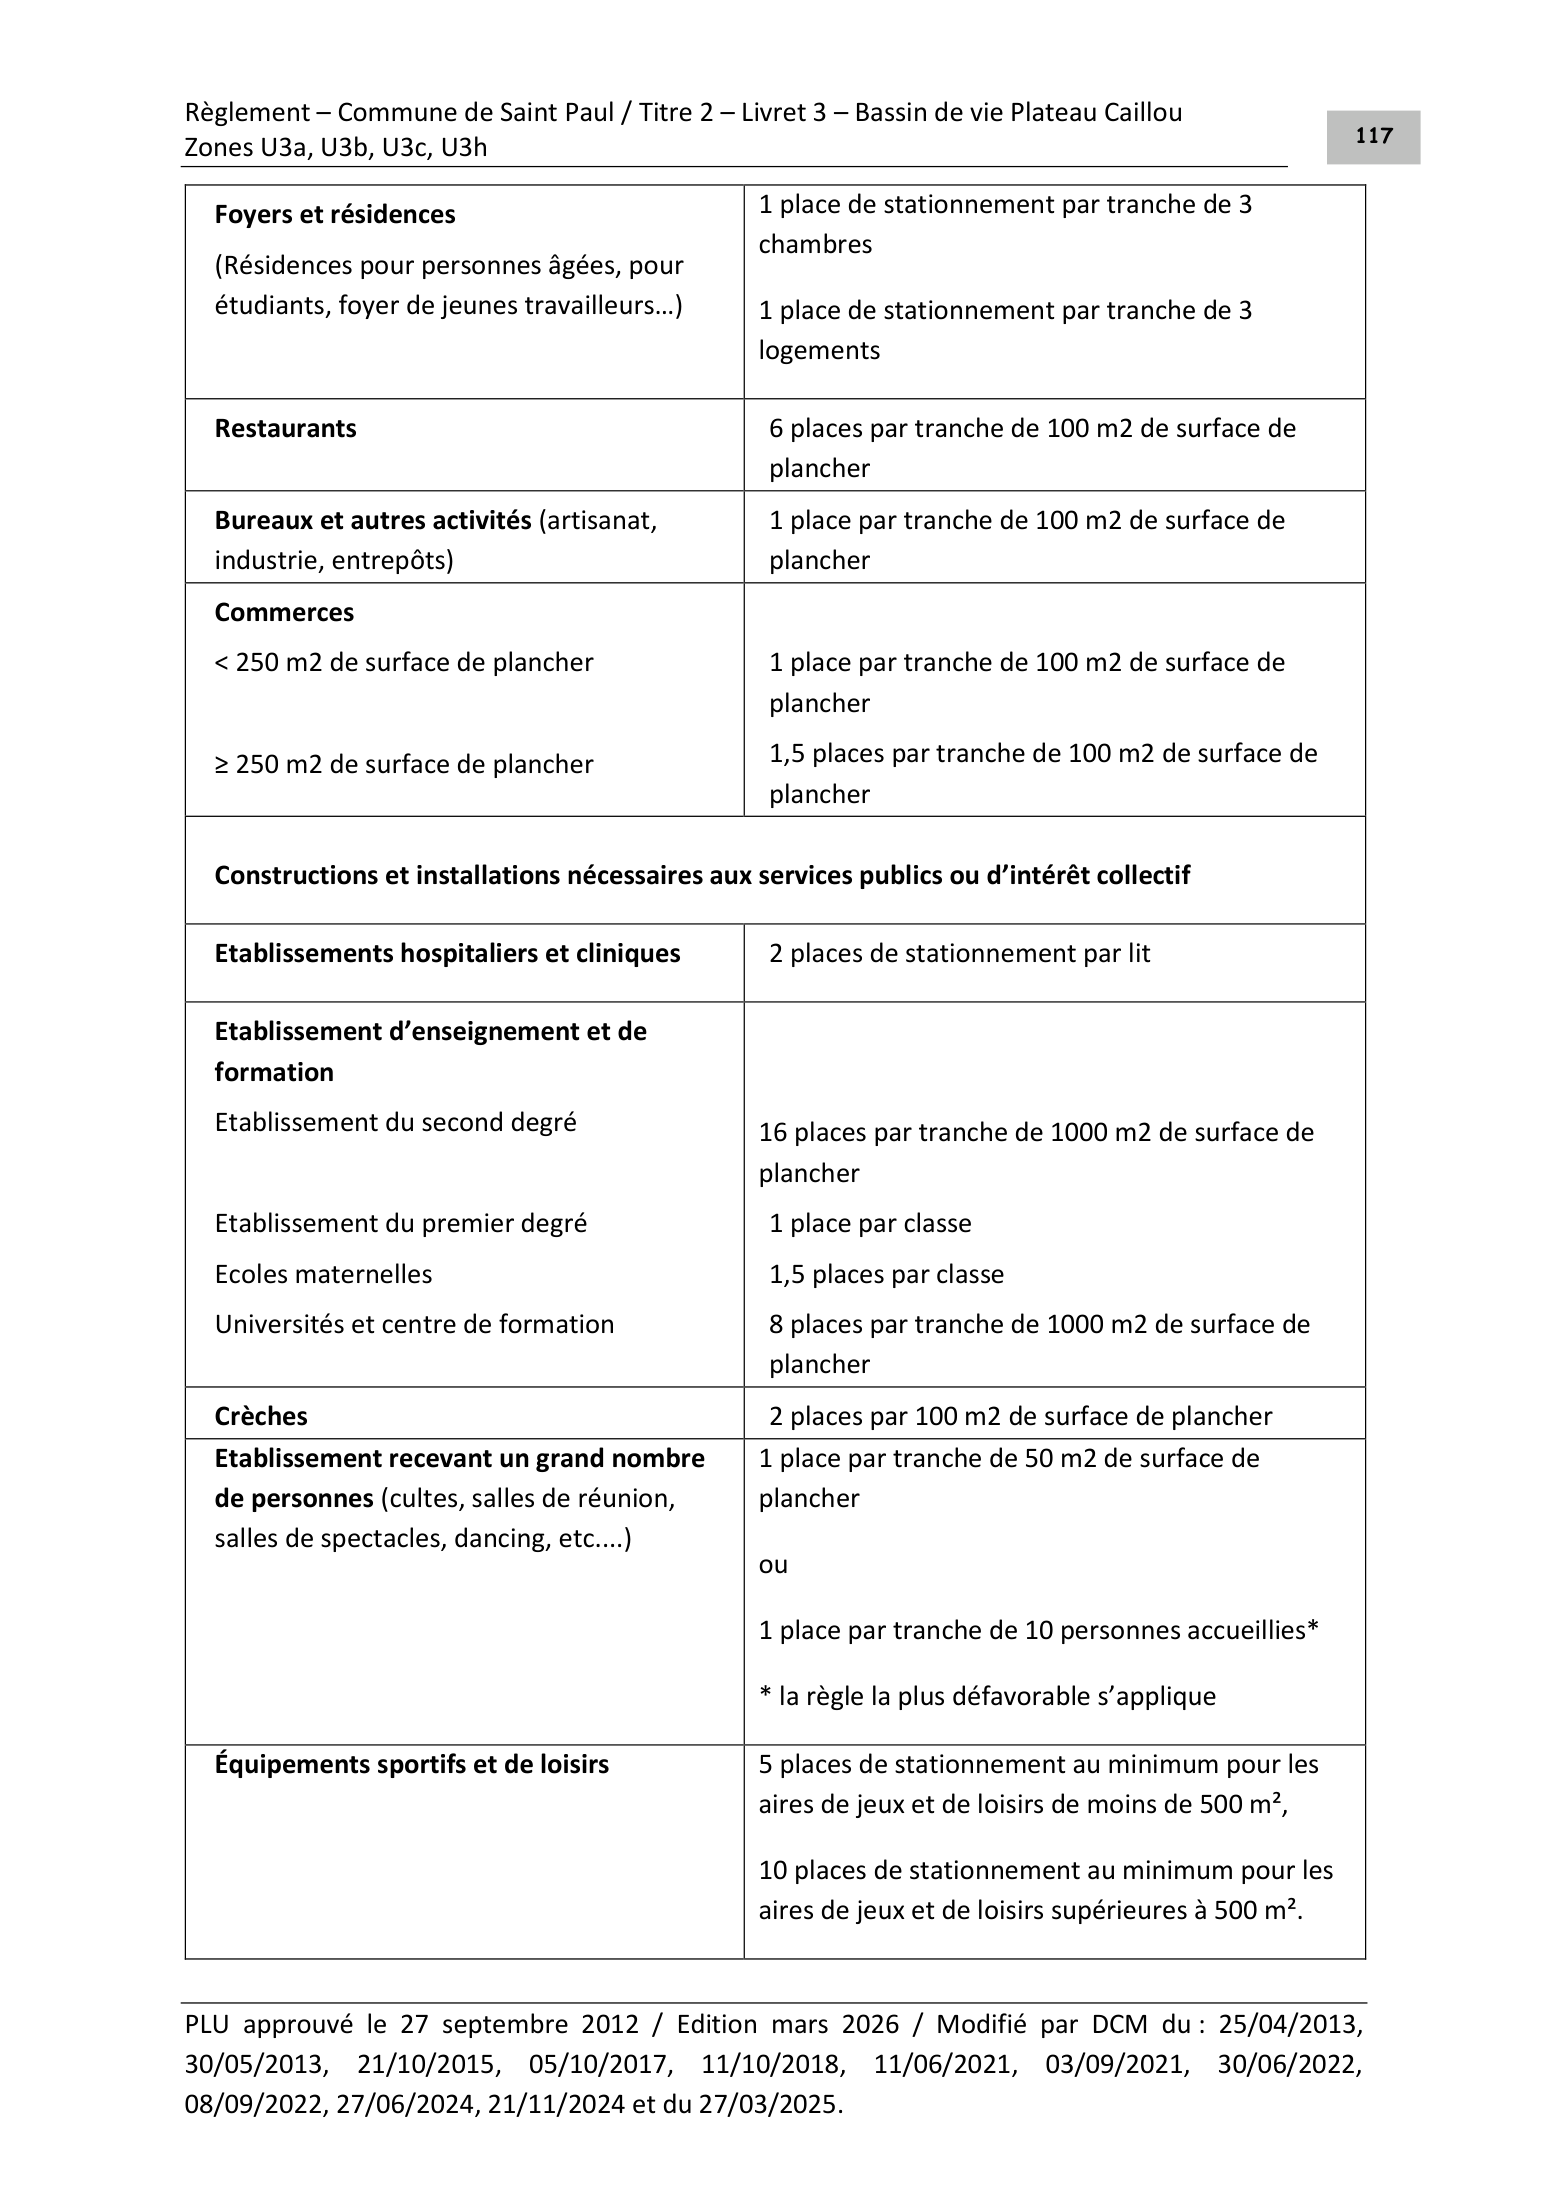 Règlement – Commune de Saint Paul / Titre 2 – Livret 3 – Bassin de vie Plateau Caillou
Zones U3a, U3b, U3c, U3h
117
Foyers et résidences
(Résidences pour personnes âgées, pour
étudiants, foyer de jeunes travailleurs…)
1 place de stationnement par tranche de 3
chambres
1 place de stationnement par tranche de 3
logements
Restaurants
6 places par tranche de 100 m2 de surface de
plancher
Bureaux et autres activités (artisanat,
industrie, entrepôts)
1 place par tranche de 100 m2 de surface de
plancher
Commerces
< 250 m2 de surface de plancher
1 place par tranche de 100 m2 de surface de
plancher
≥ 250 m2 de surface de plancher
1,5 places par tranche de 100 m2 de surface de
plancher
Constructions et installations nécessaires aux services publics ou d’intérêt collectif
Etablissements hospitaliers et cliniques
2 places de stationnement par lit
Etablissement d’enseignement et de
formation
Etablissement du second degré
16 places par tranche de 1000 m2 de surface de
plancher
Etablissement du premier degré
1 place par classe
Ecoles maternelles
1,5 places par classe
Universités et centre de formation
8 places par tranche de 1000 m2 de surface de
plancher
Crèches
2 places par 100 m2 de surface de plancher
Etablissement recevant un grand nombre
de personnes (cultes, salles de réunion,
salles de spectacles, dancing, etc.…)
1 place par tranche de 50 m2 de surface de
plancher
ou
1 place par tranche de 10 personnes accueillies*
* la règle la plus défavorable s’applique
Équipements sportifs et de loisirs
5 places de stationnement au minimum pour les
aires de jeux et de loisirs de moins de 500 m²,
10 places de stationnement au minimum pour les
aires de jeux et de loisirs supérieures à 500 m².
PLU approuvé le 27 septembre 2012 / Edition mars 2026 / Modifié par DCM du : 25/04/2013,
30/05/2013, 21/10/2015, 05/10/2017, 11/10/2018, 11/06/2021, 03/09/2021, 30/06/2022,
08/09/2022, 27/06/2024, 21/11/2024 et du 27/03/2025.